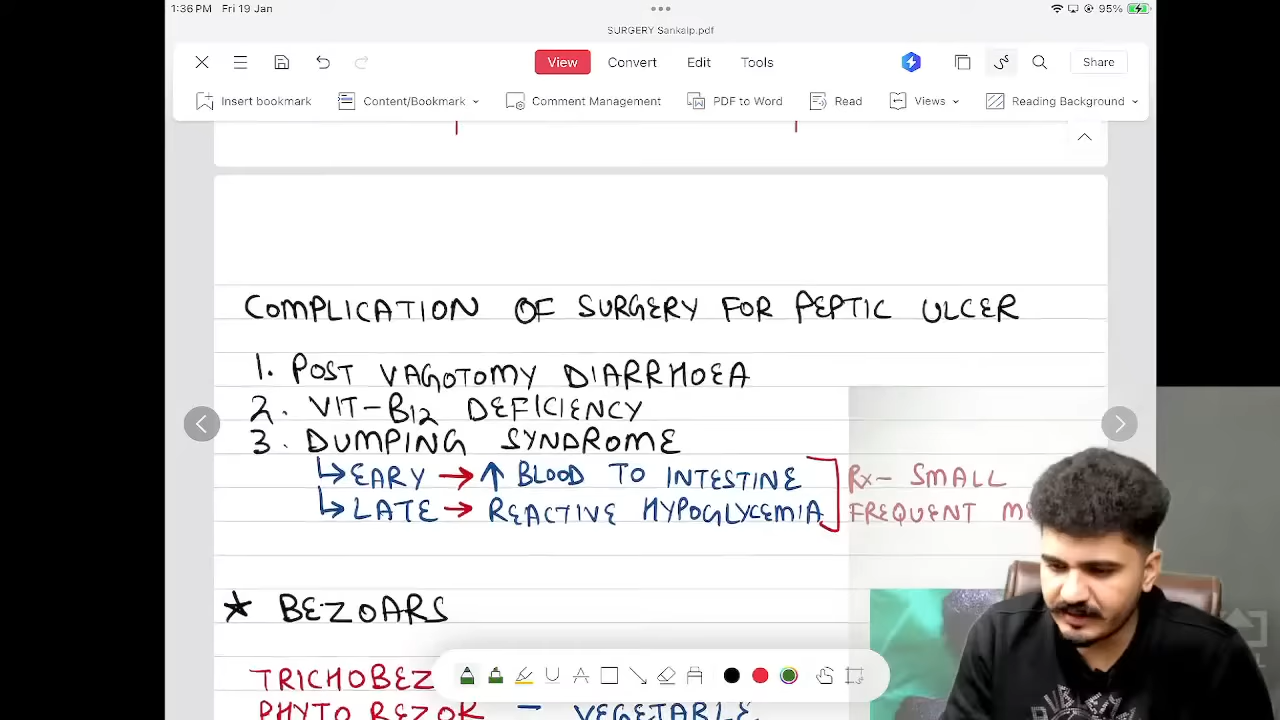 1:36 PM Fri 19 Jan
95%
SURGERY Sankalp.pdf
View Convert Edit Tools Share
Insert bookmark Content/Bookmark Comment Management PDF to Word Read Views Reading Background
COMPLICATION OF SURGERY FOR PEPTIC ULCER
1. POST VAGOTOMY DIARRHOEA
2. VIT-B12 DEFICIENCY
3. DUMPING SYNDROME
↳ EARY → ↑ BLOOD TO INTESTINE Rx- SMALL
↳ LATE → REACTIVE HYPOGLYCEMIA FREQUENT
★ BEZOARS
TRICHOBEZ
PHYTO BEZOR = VEGETABLE